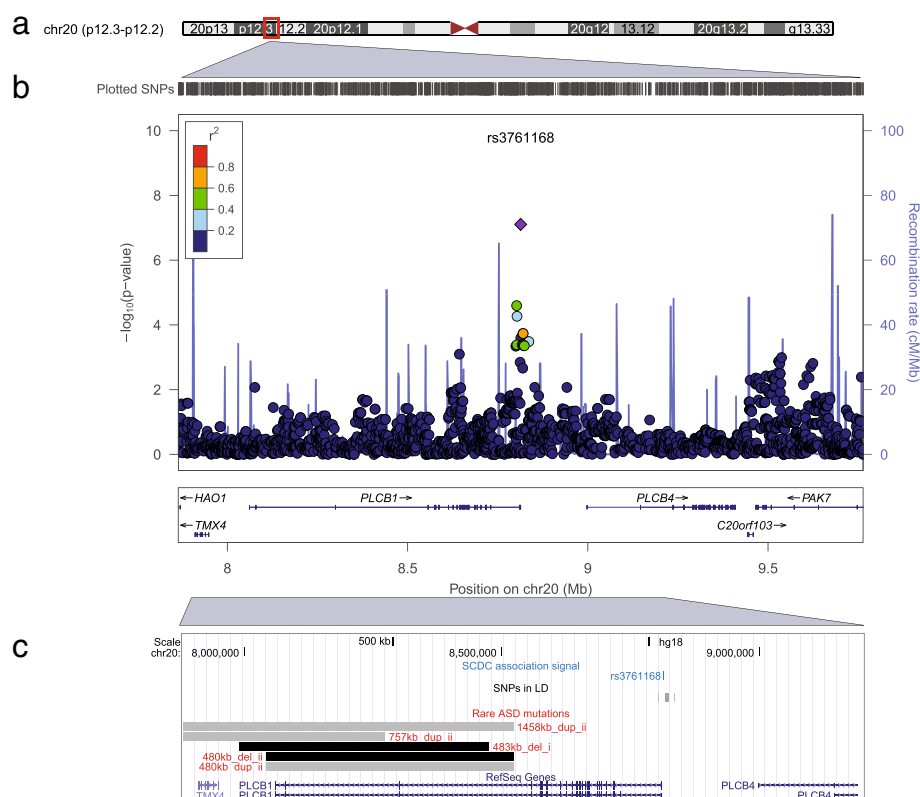 a
chr20 (p12.3-p12.2)
20p13 p12.3 12.2 20p12.1 20q12 13.12 20q13.2 q13.33
b
Plotted SNPs
rs3761168
r2
0.8
0.6
0.4
0.2
10
8
6
4
2
0
−log10(p−value)
100
80
60
40
20
0
Recombination rate (cM/Mb)
HAO1 PLCB1 PLCB4 PAK7
TMX4 C20orf103
8 8.5 9 9.5
Position on chr20 (Mb)
c
Scale 500 kb hg18
chr20: 8,000,000 8,500,000 9,000,000
SCDC association signal
rs3761168
SNPs in LD
Rare ASD mutations
1458kb_dup_ii
757kb_dup_ii
483kb_del_i
480kb_del_ii
480kb_dup_ii
RefSeq Genes
PLCB1 PLCB4
TMX4 PLCB1 PLCB4